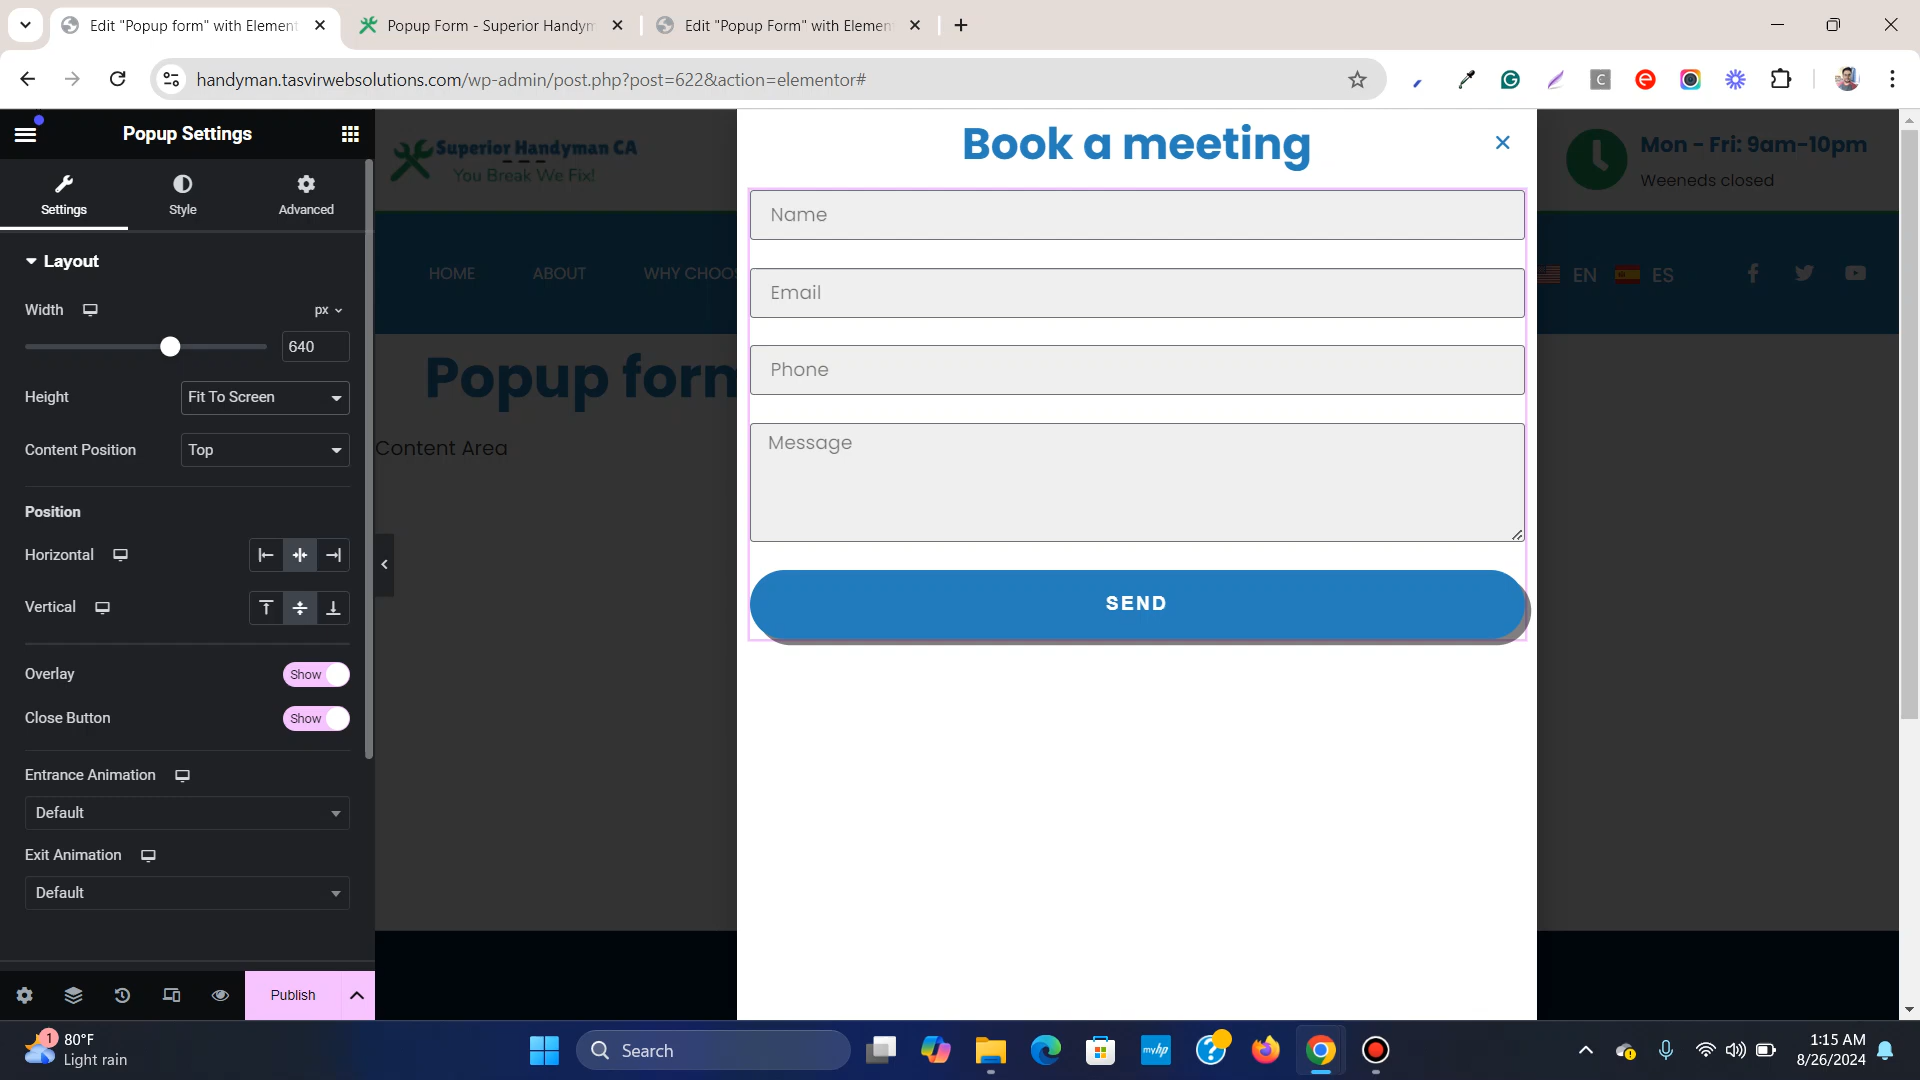 Edit "Popup form" with Element
Popup Form - Superior Handym
Edit "Popup Form" with Elemen
handyman.tasvirwebsolutions.com/wp-admin/post.php?post=622&action=elementor#
Popup Settings
Settings
Style
Advanced
Layout
Width
px
640
Height
Fit To Screen
Content Position
Top
Position
Horizontal
Vertical
Overlay
Show
Close Button
Show
Entrance Animation
Default
Exit Animation
Default
Publish
Superior Handyman CA
You Break We Fix!
Mon - Fri: 9am-10pm
Weeneds closed
HOME
ABOUT
WHY CHOOS
EN
ES
Popup form
Content Area
Book a meeting
Name
Email
Phone
Message
SEND
1
80°F
Light rain
Search
myhp
1:15 AM
8/26/2024